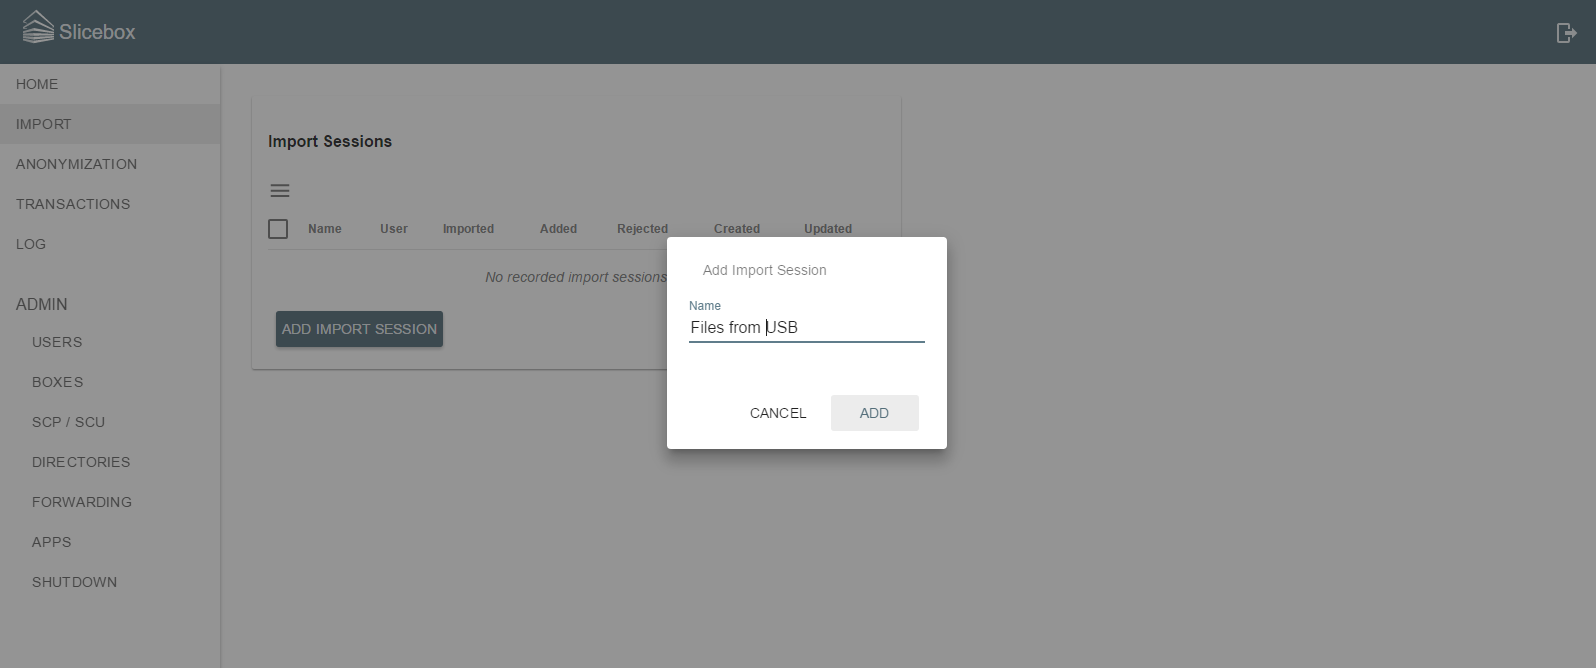 Slicebox
HOME
IMPORT
ANONYMIZATION
TRANSACTIONS
LOG
ADMIN
USERS
BOXES
SCP / SCU
DIRECTORIES
FORWARDING
APPS
SHUTDOWN
Import Sessions
Name User Imported Added Rejected Created Updated
No recorded import sessions
ADD IMPORT SESSION
Add Import Session
Name
Files from USB
CANCEL ADD